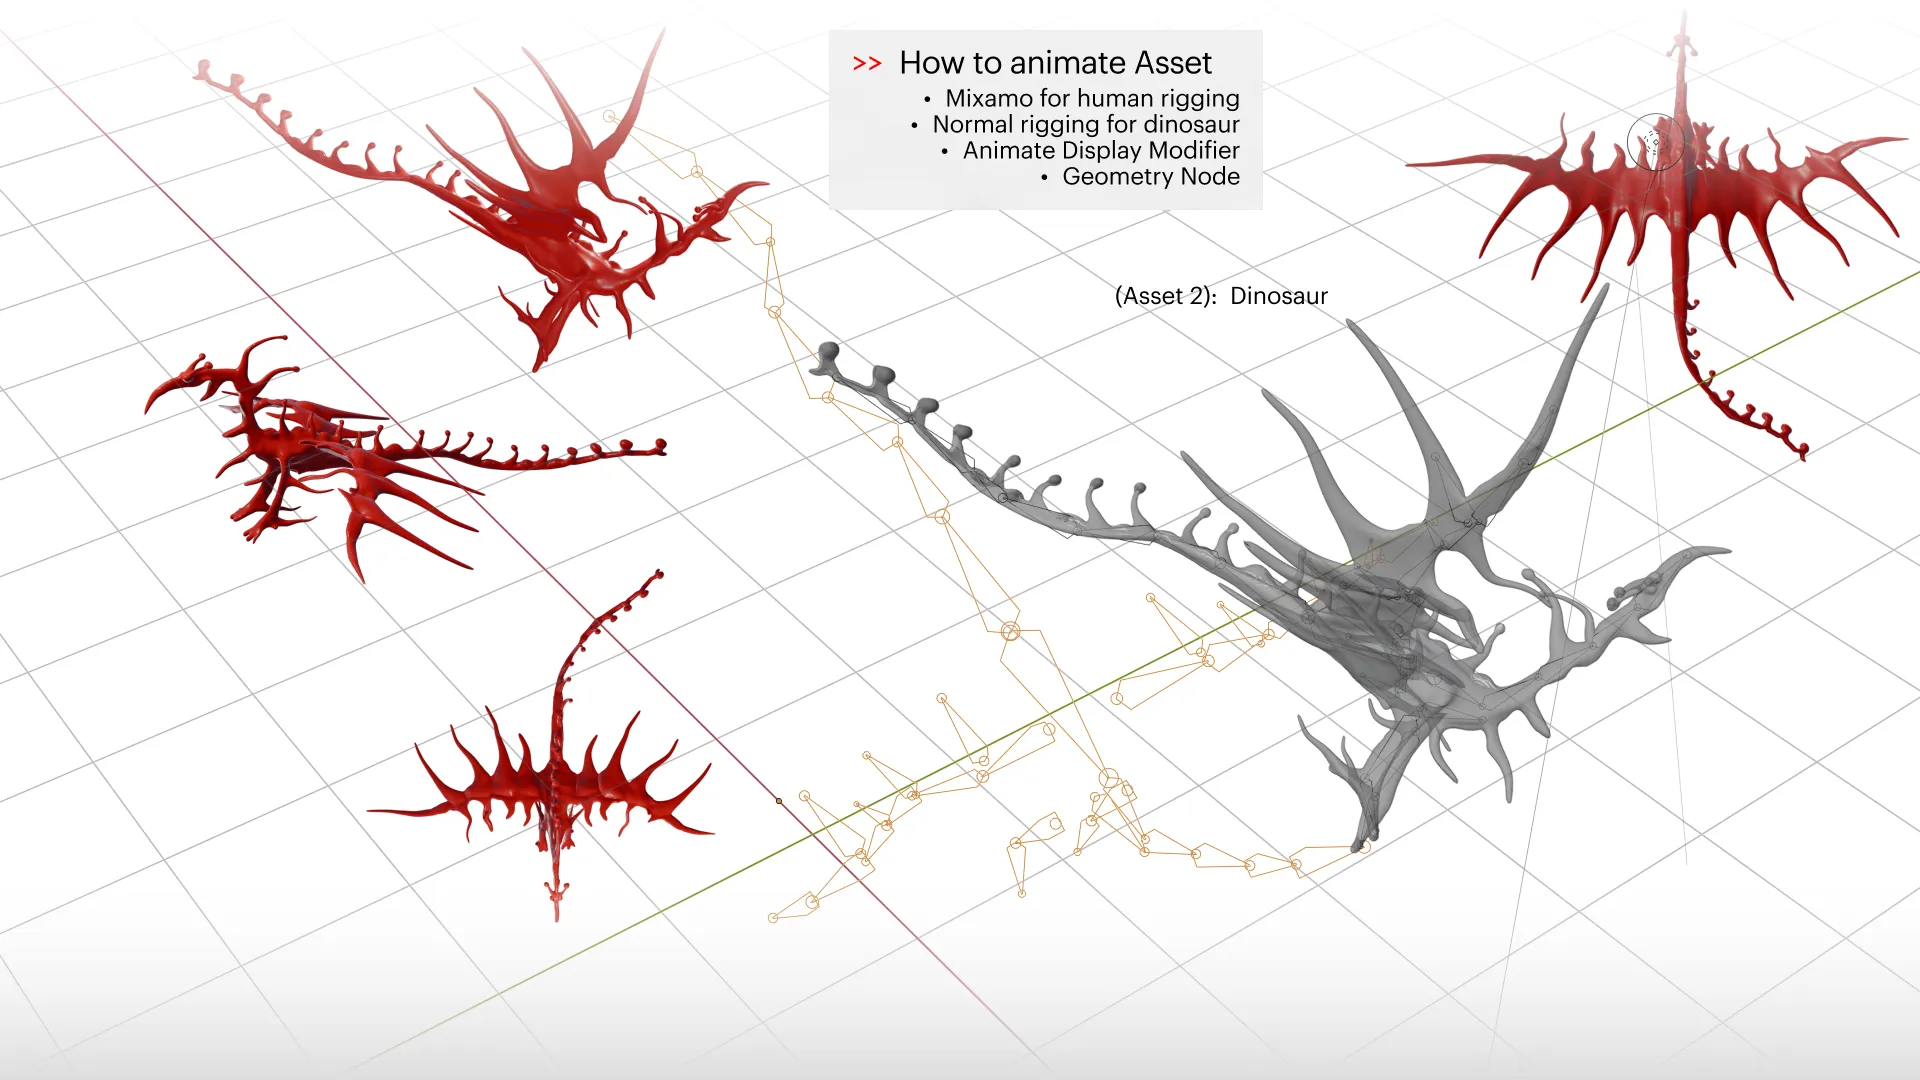 >> How to animate Asset
• Mixamo for human rigging
• Normal rigging for dinosaur
• Animate Display Modifier
• Geometry Node
(Asset 2): Dinosaur